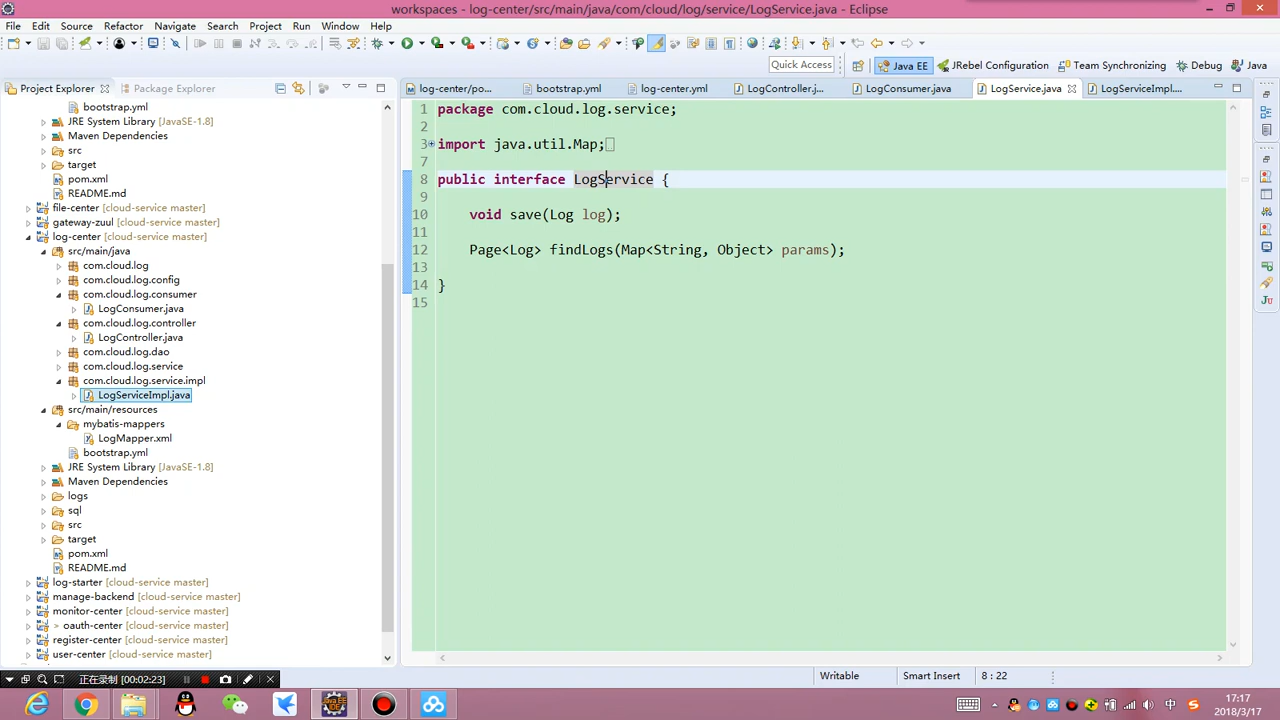 workspaces - log-center/src/main/java/com/cloud/log/service/LogService.java - Eclipse
File Edit Source Refactor Navigate Search Project Run Window Help
Quick Access
Java EE JRebel Configuration Team Synchronizing Debug Java
Project Explorer Package Explorer
log-center/po... bootstrap.yml log-center.yml LogController.j... LogConsumer.java LogService.java LogServiceImpl....
bootstrap.yml
JRE System Library [JavaSE-1.8]
Maven Dependencies
src
target
pom.xml
README.md
file-center [cloud-service master]
gateway-zuul [cloud-service master]
log-center [cloud-service master]
src/main/java
com.cloud.log
com.cloud.log.config
com.cloud.log.consumer
LogConsumer.java
com.cloud.log.controller
LogController.java
com.cloud.log.dao
com.cloud.log.service
com.cloud.log.service.impl
LogServiceImpl.java
src/main/resources
mybatis-mappers
LogMapper.xml
bootstrap.yml
JRE System Library [JavaSE-1.8]
Maven Dependencies
logs
sql
src
target
pom.xml
README.md
log-starter [cloud-service master]
manage-backend [cloud-service master]
monitor-center [cloud-service master]
> oauth-center [cloud-service master]
register-center [cloud-service master]
user-center [cloud-service master]
1 package com.cloud.log.service;
2
3 import java.util.Map;
7
8 public interface LogService {
9
10 void save(Log log);
11
12 Page<Log> findLogs(Map<String, Object> params);
13
14 }
15
正在录制 [00:02:23]
Writable Smart Insert 8 : 22
中
17:17
2018/3/17